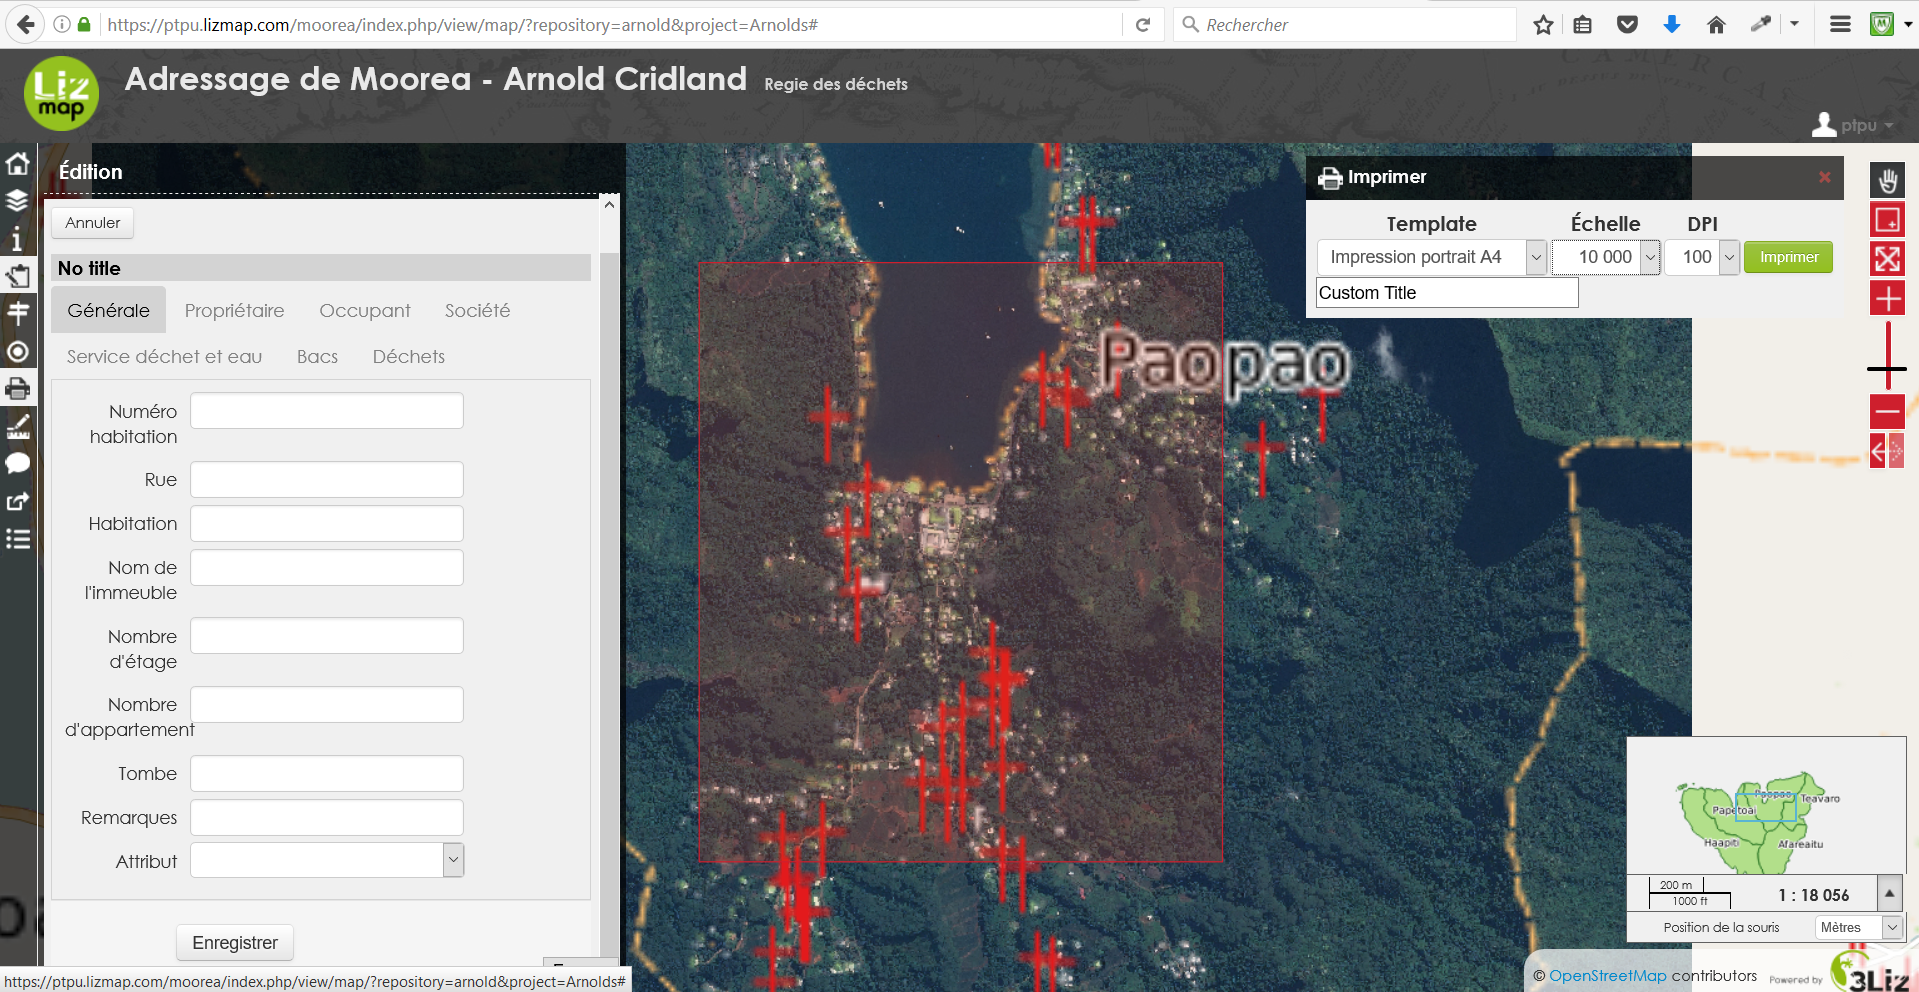 https://ptpu.lizmap.com/moorea/index.php/view/map/?repository=arnold&project=Arnolds#
Rechercher
Liz
map
Adressage de Moorea - Arnold Cridland
Regie des déchets
ptpu
Édition
Annuler
No title
Générale
Propriétaire
Occupant
Société
Service déchet et eau
Bacs
Déchets
Numéro
habitation
Rue
Habitation
Nom de
l'immeuble
Nombre
d'étage
Nombre
d'appartement
Tombe
Remarques
Attribut
Enregistrer
https://ptpu.lizmap.com/moorea/index.php/view/map/?repository=arnold&project=Arnolds#
Paopao
Imprimer
Template
Échelle
DPI
Impression portrait A4
10 000
100
Imprimer
Custom Title
Paopao
Teavaro
Papetoai
Haapiti
Afareaitu
200 m
1000 ft
1 : 18 056
Position de la souris
Mètres
© OpenStreetMap contributors
Powered by
3Liz